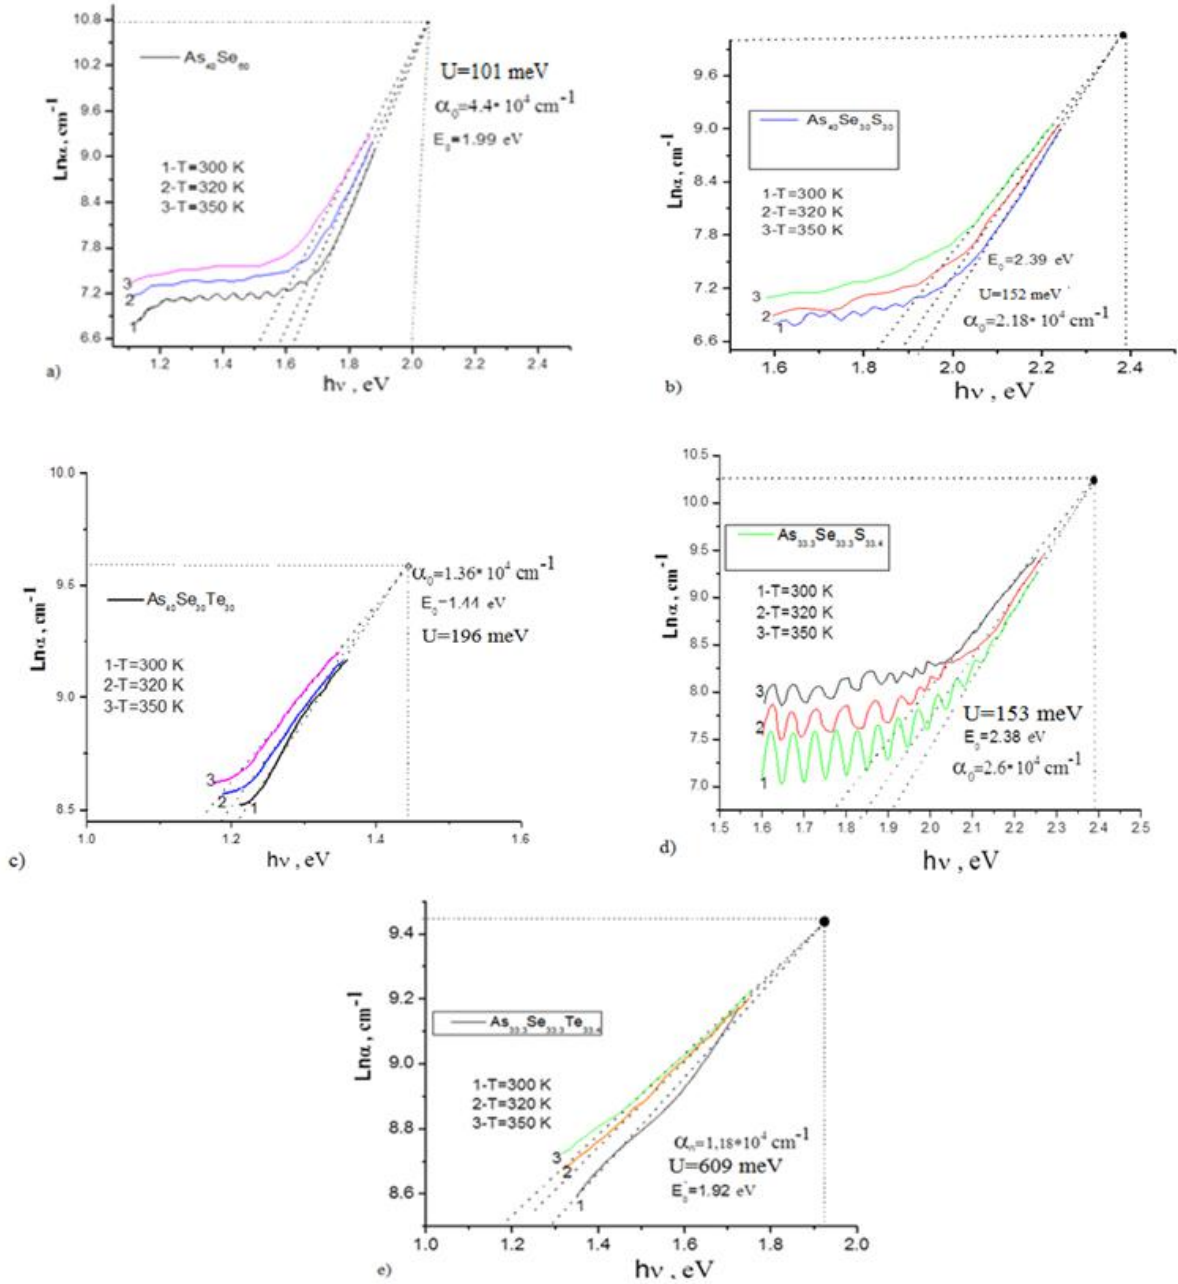 10.8
10.2
9.6
9.0
8.4
7.8
7.2
6.6
Lnα, cm⁻¹
As₄₀Se₆₀
U=101 meV
α₀=4.4*10⁴ cm⁻¹
E₀=1.99 eV
1-T=300 K
2-T=320 K
3-T=350 K
3
2
1
1.2 1.4 1.6 1.8 2.0 2.2 2.4
hν , eV
a)
9.6
9.0
8.4
7.8
7.2
6.6
Lnα, cm⁻¹
As₄₀Se₃₀S₃₀
1-T=300 K
2-T=320 K
3-T=350 K
E₀=2.39 eV
U=152 meV
α₀=2.18*10⁴ cm⁻¹
3
2
1
1.6 1.8 2.0 2.2 2.4
hν , eV
b)
10.0
9.6
9.0
8.5
Lnα, cm⁻¹
α₀=1.36*10⁴ cm⁻¹
E₀=1.44 eV
U=196 meV
As₄₀Se₃₀Te₃₀
1-T=300 K
2-T=320 K
3-T=350 K
3
2
1
1.0 1.2 1.4 1.6
hν , eV
c)
10.5
10.0
9.5
9.0
8.5
8.0
7.5
7.0
Lnα, cm⁻¹
As₃₃.₃Se₃₃.₃S₃₃.₄
1-T=300 K
2-T=320 K
3-T=350 K
3
2
1
U=153 meV
E₀=2.38 eV
α₀=2.6*10⁴ cm⁻¹
1.5 1.6 1.7 1.8 1.9 2.0 2.1 2.2 2.3 2.4 2.5
hν , eV
d)
9.4
9.2
9.0
8.8
8.6
Lnα, cm⁻¹
As₃₃.₃Se₃₃.₃Te₃₃.₄
1-T=300 K
2-T=320 K
3-T=350 K
3
2
1
α₀=1,18*10⁴ cm⁻¹
U=609 meV
E₀=1.92 eV
1.0 1.2 1.4 1.6 1.8 2.0
hν , eV
e)